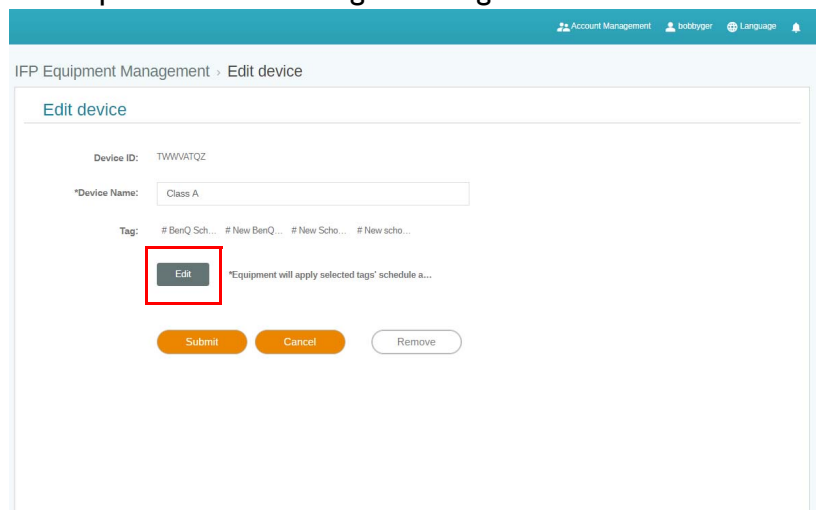 Account Management bobbyger Language
IFP Equipment Management › Edit device
Edit device
Device ID: TWWVATQZ
*Device Name: Class A
Tag: # BenQ Sch... # New BenQ... # New Scho... # New scho...
Edit *Equipment will apply selected tags' schedule a...
Submit Cancel Remove